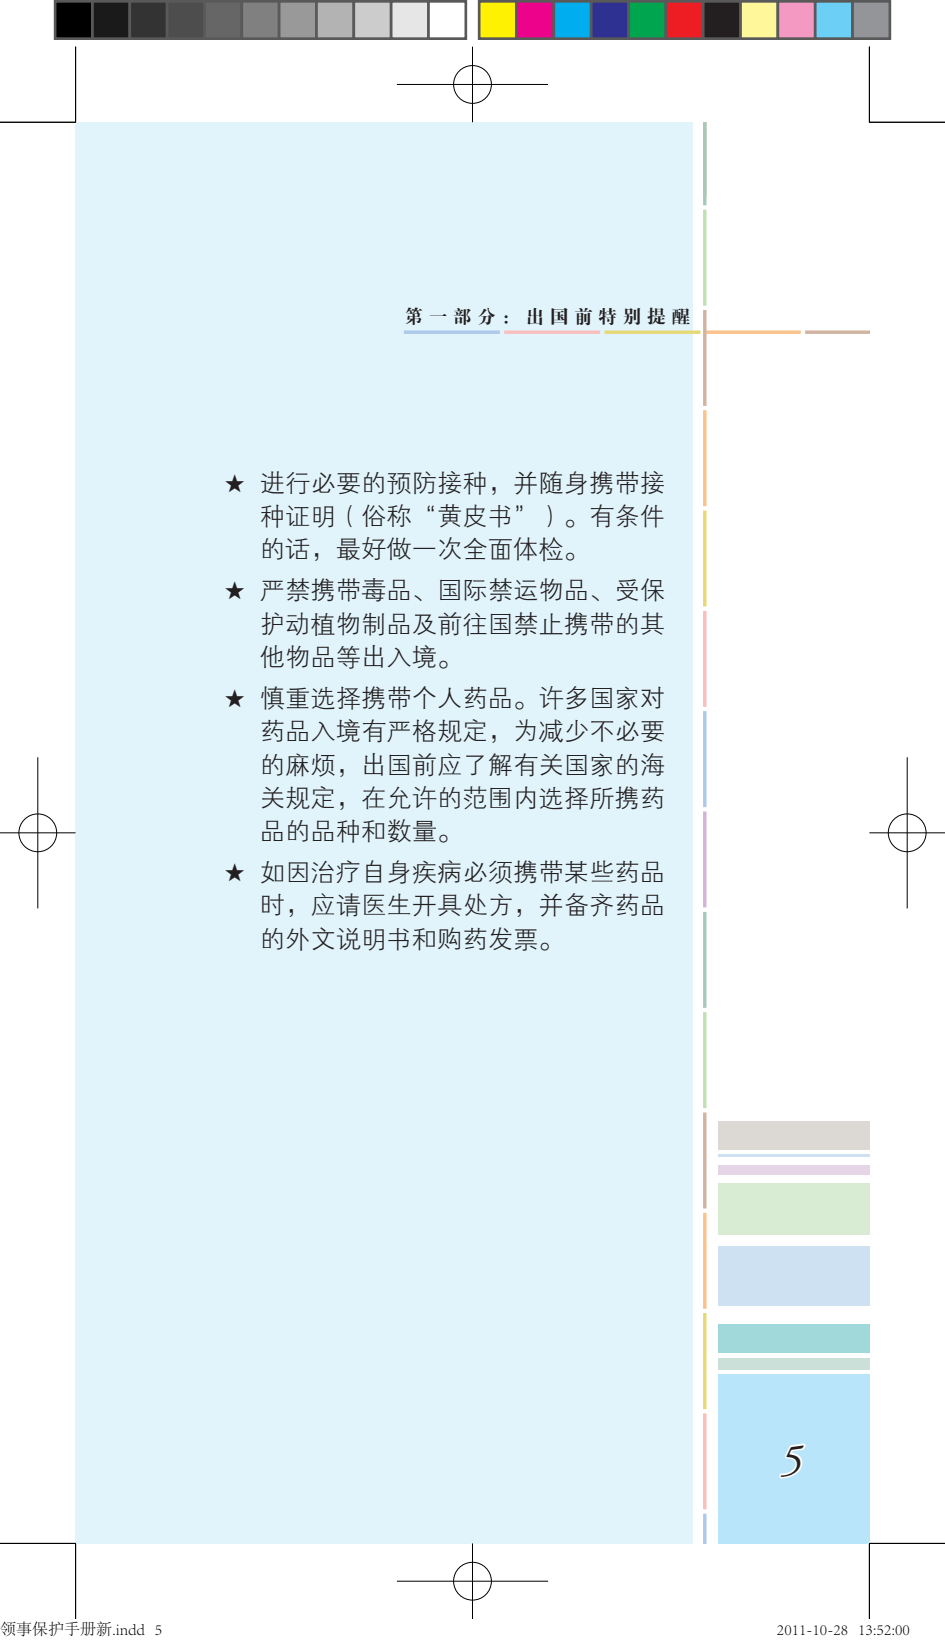 第一部分：出国前特别提醒
★ 进行必要的预防接种，并随身携带接
种证明（俗称“黄皮书”）。有条件
的话，最好做一次全面体检。
★ 严禁携带毒品、国际禁运物品、受保
护动植物制品及前往国禁止携带的其
他物品等出入境。
★ 慎重选择携带个人药品。许多国家对
药品入境有严格规定，为减少不必要
的麻烦，出国前应了解有关国家的海
关规定，在允许的范围内选择所携药
品的品种和数量。
★ 如因治疗自身疾病必须携带某些药品
时，应请医生开具处方，并备齐药品
的外文说明书和购药发票。
5
领事保护手册新.indd 5
2011-10-28 13:52:00